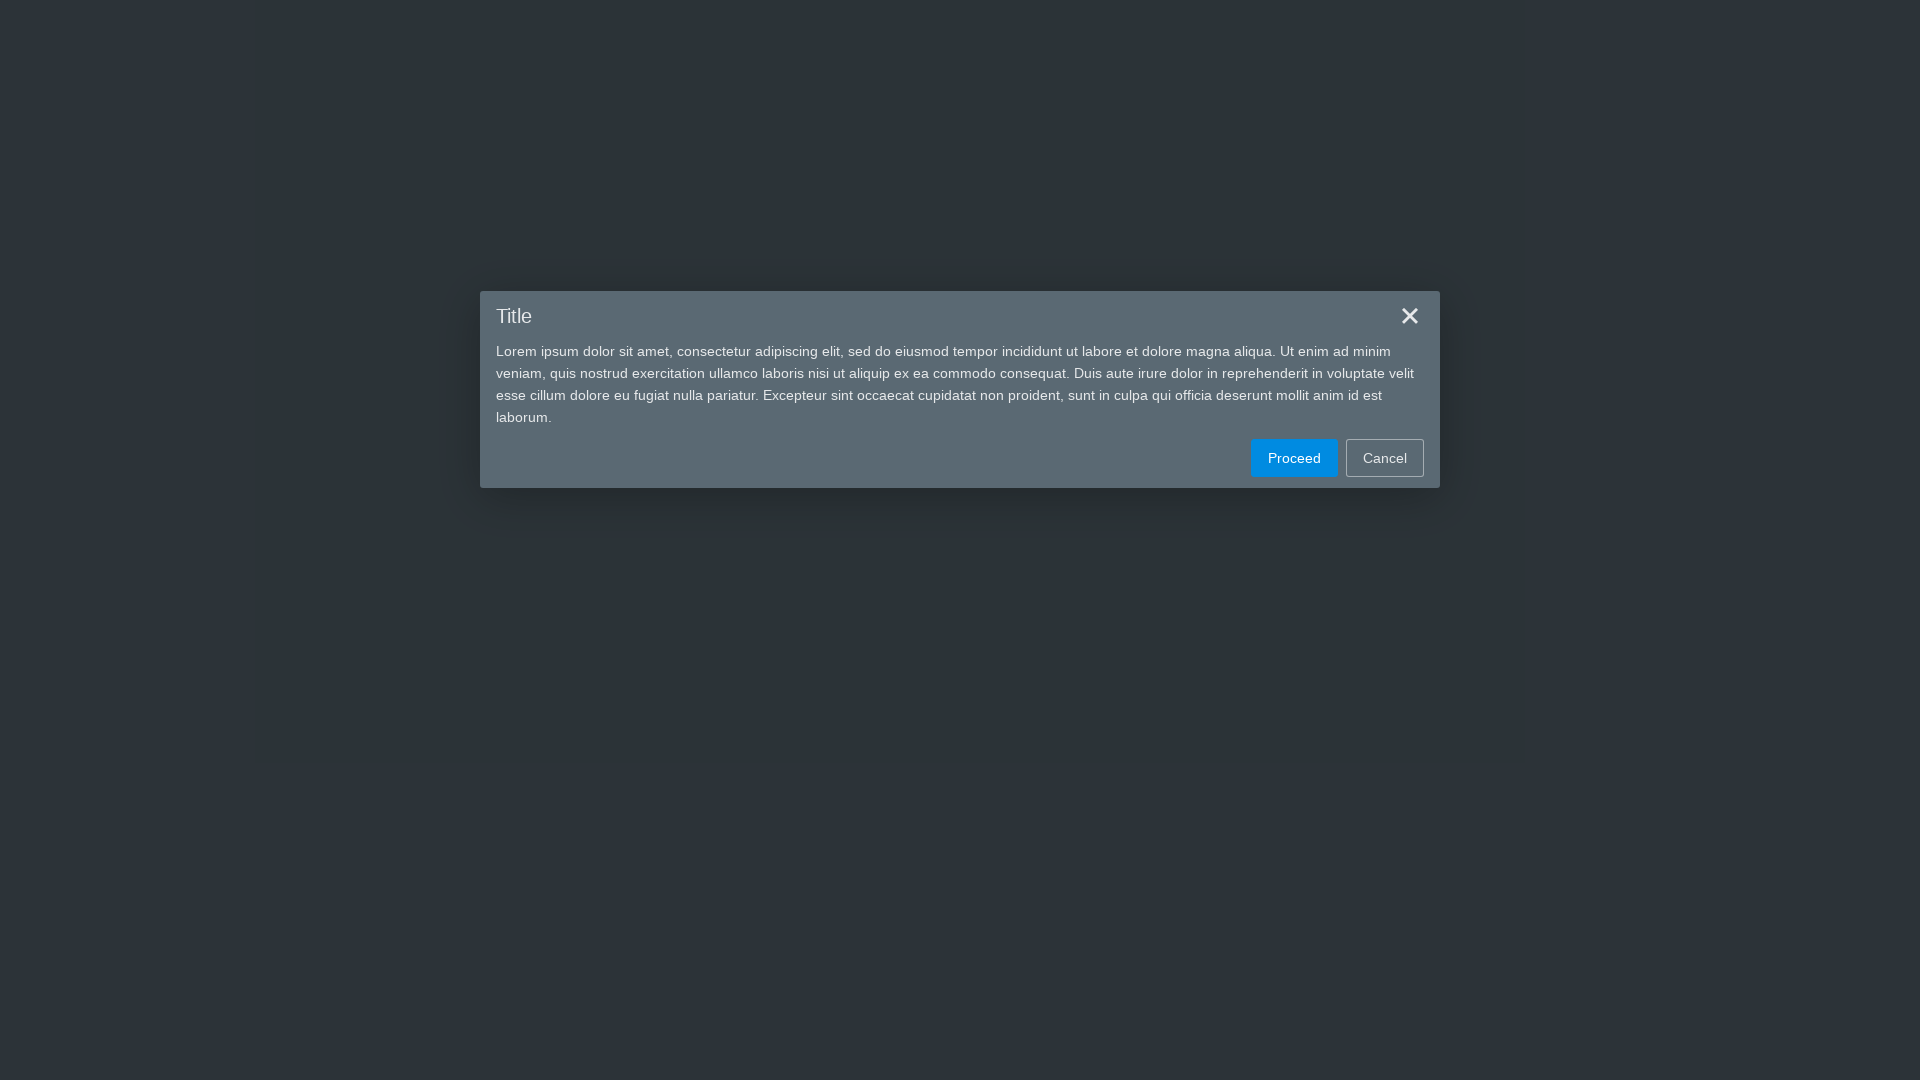 Title
Lorem ipsum dolor sit amet, consectetur adipiscing elit, sed do eiusmod tempor incididunt ut labore et dolore magna aliqua. Ut enim ad minim
veniam, quis nostrud exercitation ullamco laboris nisi ut aliquip ex ea commodo consequat. Duis aute irure dolor in reprehenderit in voluptate velit
esse cillum dolore eu fugiat nulla pariatur. Excepteur sint occaecat cupidatat non proident, sunt in culpa qui officia deserunt mollit anim id est
laborum.
Proceed Cancel